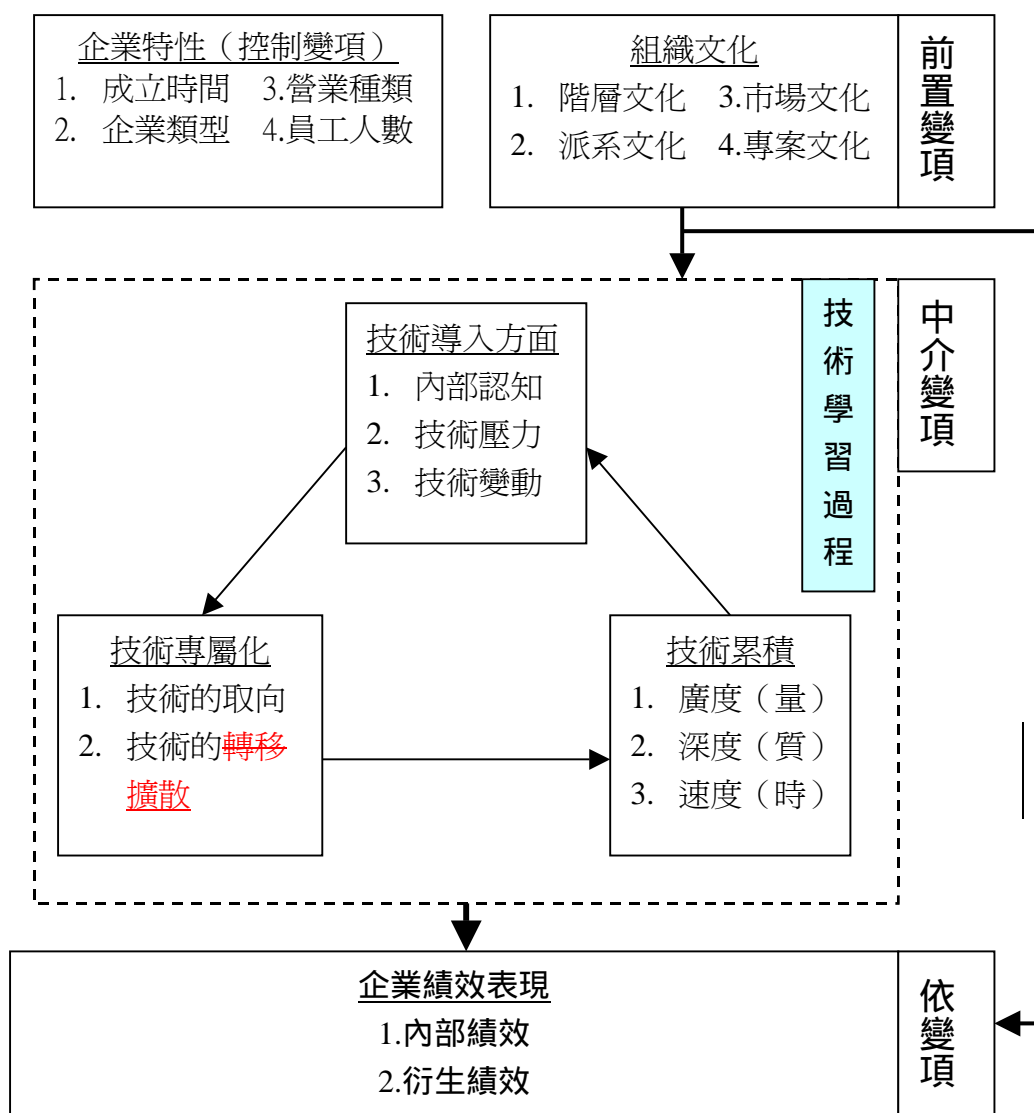 企業特性（控制變項）
1. 成立時間 3.營業種類
2. 企業類型 4.員工人數
組織文化
1. 階層文化 3.市場文化
2. 派系文化 4.專案文化
前置變項
技術學習過程
中介變項
技術導入方面
1. 內部認知
2. 技術壓力
3. 技術變動
技術專屬化
1. 技術的取向
2. 技術的轉移
擴散
技術累積
1. 廣度（量）
2. 深度（質）
3. 速度（時）
企業績效表現
1.內部績效
2.衍生績效
依變項